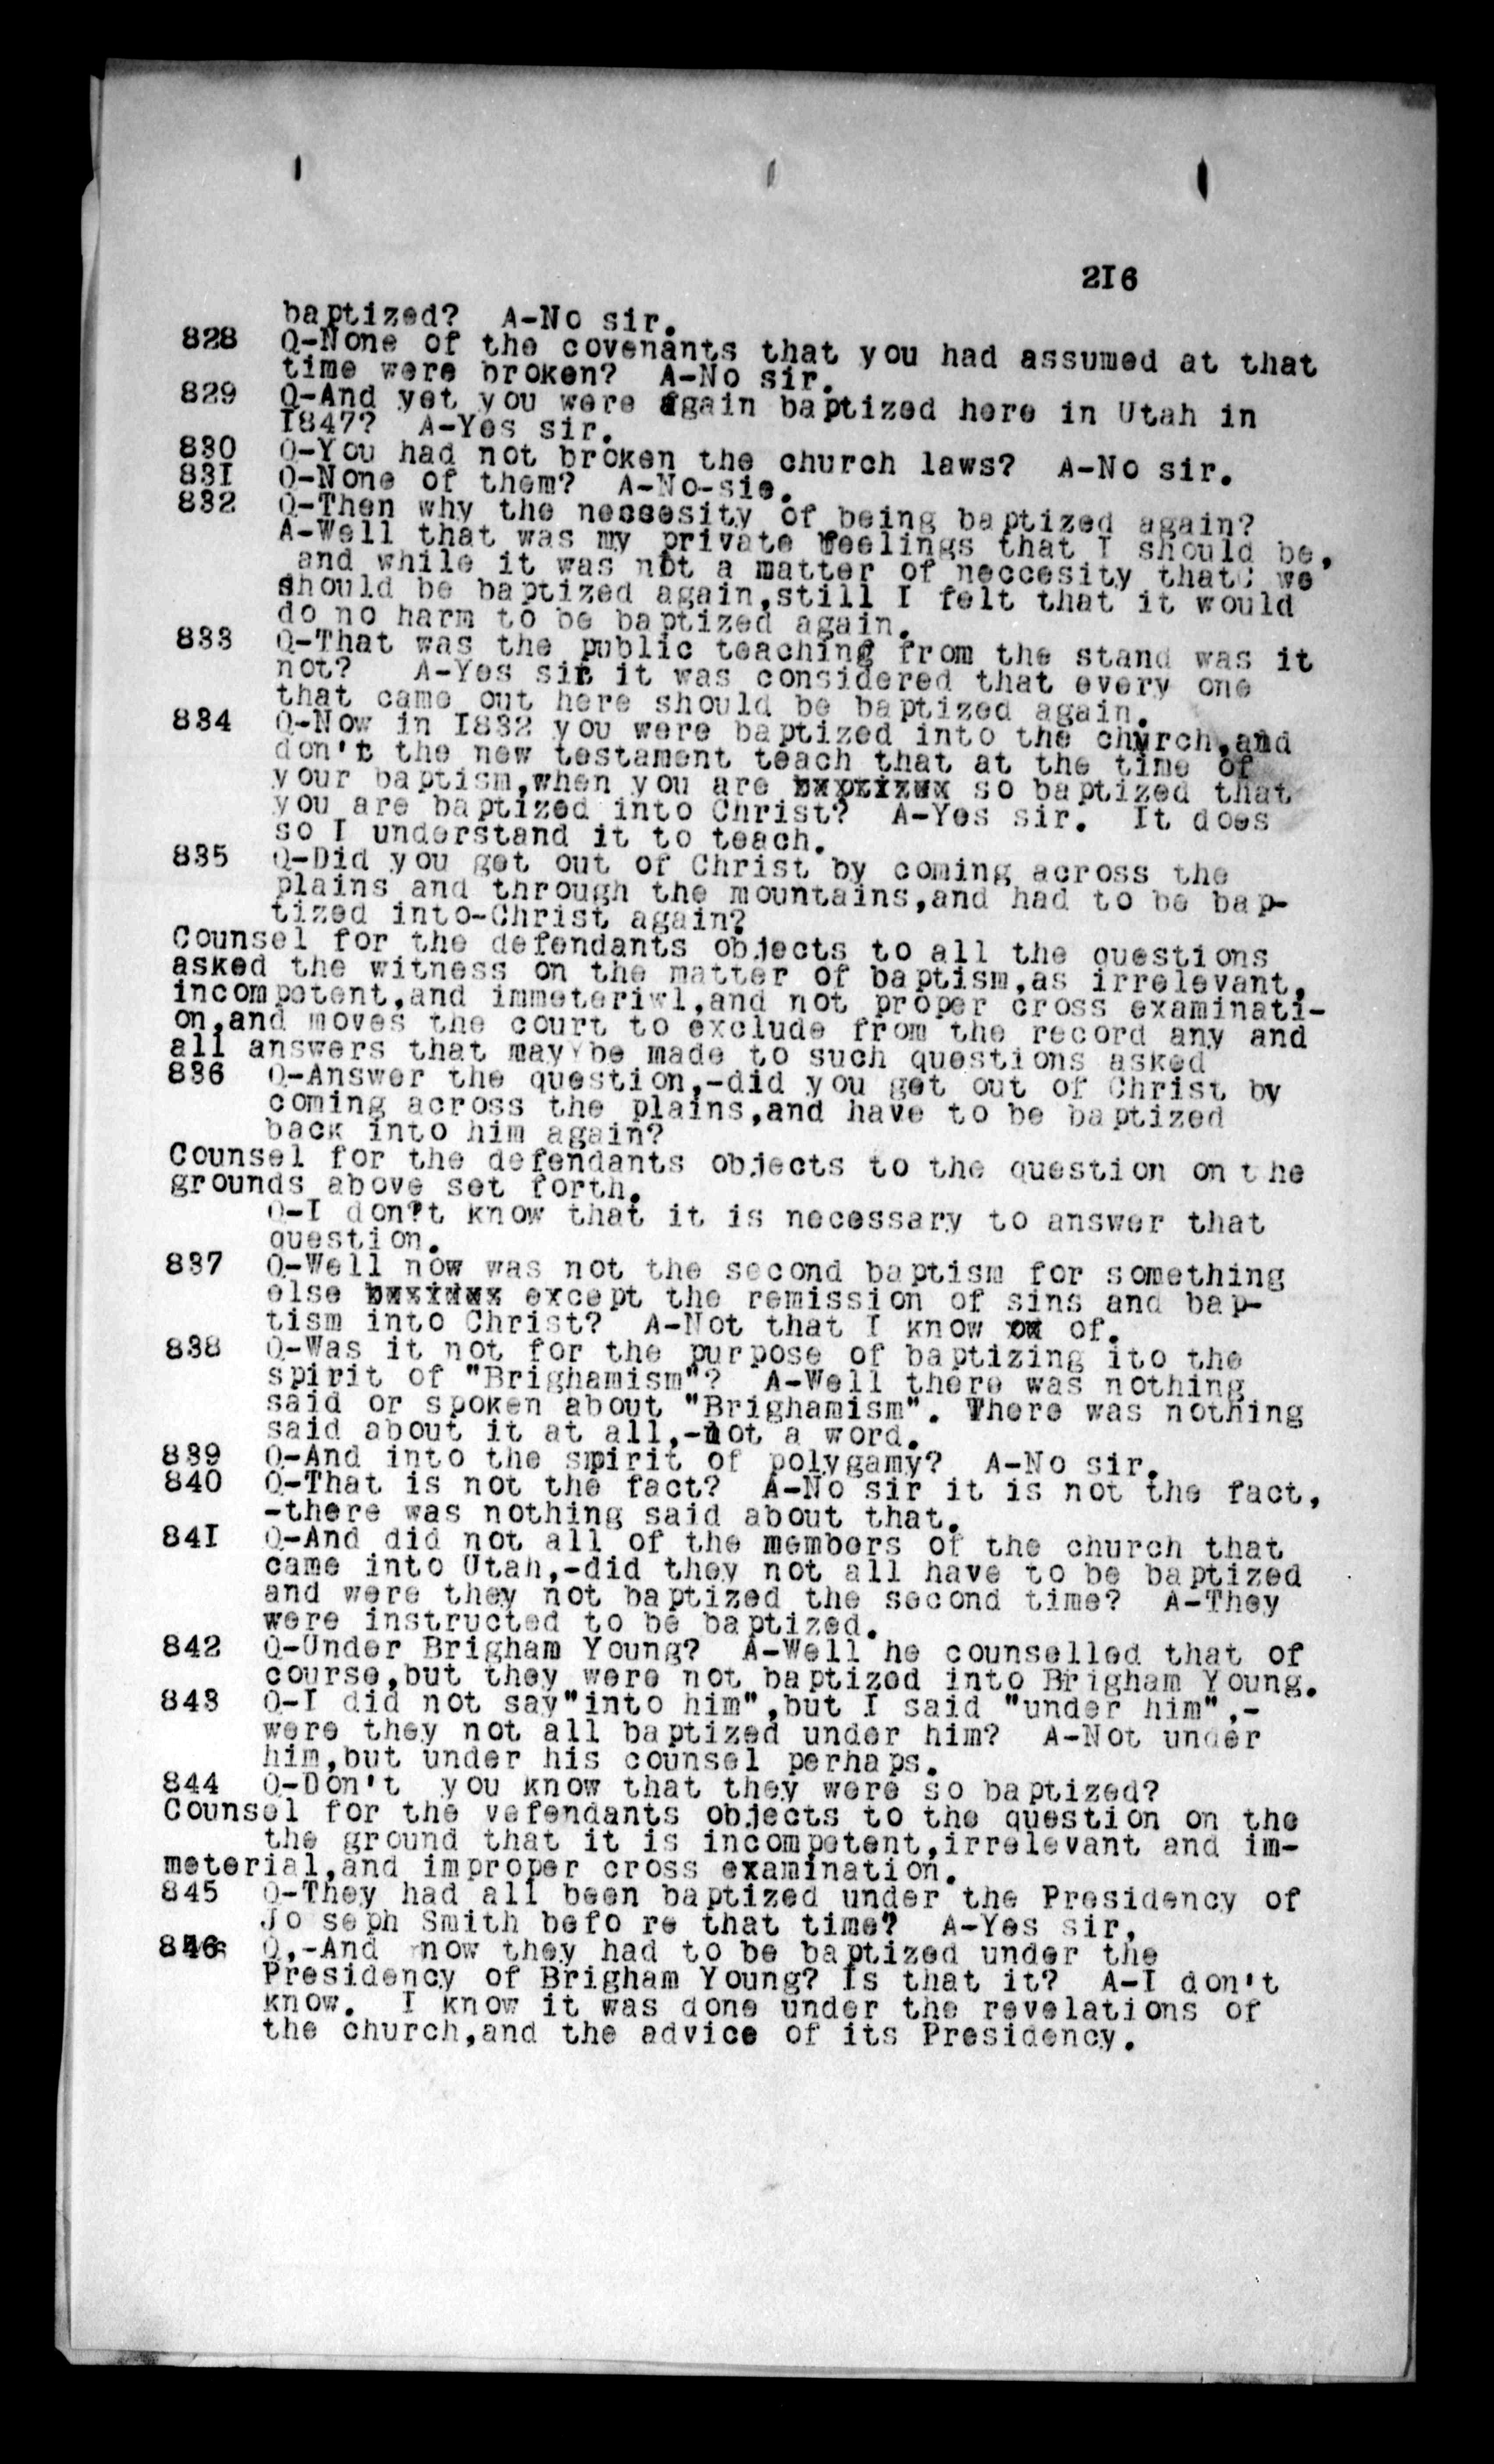 2I6
baptized?  A-No sir.
828 Q-None of the covenants that you had assumed at that
time were broken?  A-No sir.
829 Q-And yet you were again baptized here in Utah in
I847?  A-Yes sir.
830 Q-You had not broken the church laws?  A-No sir.
83I Q-None of them?  A-No-sie.
832 Q-Then why the necsesity of being baptized again?
A-Well that was my private feelings that I should be,
and while it was not a matter of neccesity that we
should be baptized again,still I felt that it would
do no harm to be baptized again.
833 Q-That was the public teaching from the stand was it
not?   A-Yes sir it was considered that every one
that came out here should be baptized again.
834 Q-Now in I832 you were baptized into the church,and
don't the new testament teach that at the time of
your baptism,when you are so baptized that
you are baptized into Christ?  A-Yes sir.  It does
so I understand it to teach.
835 Q-Did you get out of Christ by coming across the
plains and through the mountains,and had to be bap-
tized into-Christ again?
Counsel for the defendants objects to all the questions
asked the witness on the matter of baptism,as irrelevant,
incompetent,and immeteriwl,and not proper cross examinati-
on,and moves the court to exclude from the record any and
all answers that may be made to such questions asked
836 Q-Answer the question,-did you get out of Christ by
coming across the plains,and have to be baptized
back into him again?
Counsel for the defendants objects to the question on the
grounds above set forth.
Q-I don?t know that it is necessary to answer that
question.
837 Q-Well now was not the second baptism for something
else except the remission of sins and bap-
tism into Christ?  A-Not that I know of.
838 Q-Was it not for the purpose of baptizing ito the
spirit of "Brighamism"?  A-Well there was nothing
said or spoken about "Brighamism". There was nothing
said about it at all,-not a word.
839 Q-And into the spirit of polygamy?  A-No sir.
840 Q-That is not the fact?  A-No sir it is not the fact,
-there was nothing said about that.
84I Q-And did not all of the members of the church that
came into Utah,-did they not all have to be baptized
and were they not baptized the second time?  A-They
were instructed to be baptized.
842 Q-Under Brigham Young?  A-Well he counselled that of
course,but they were not baptized into Brigham Young.
843 Q-I did not say"into him",but I said "under him",-
were they not all baptized under him?  A-Not under
him,but under his counsel perhaps.
844 Q-Don't  you know that they were so baptized?
Counsel for the vefendants objects to the question on the
the ground that it is incompetent,irrelevant and im-
meterial,and improper cross examination.
845 Q-They had all been baptized under the Presidency of
Jo seph Smith befo re that time?  A-Yes sir,
846 Q,-And  now they had to be baptized under the
Presidency of Brigham Young? Is that it?  A-I don't
know.  I know it was done under the revelations of
the church,and the advice of its Presidency.